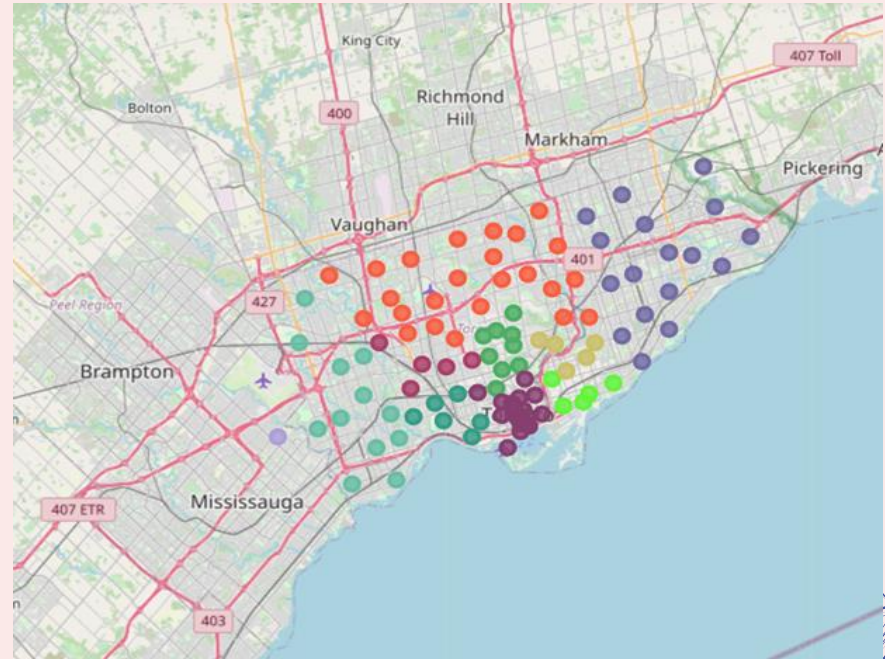 King City
407 Toll
Bolton
400
Richmond
Hill
Markham
Pickering
Vaughan
401
427
Peel Region
Brampton
Mississauga
407 ETR
403